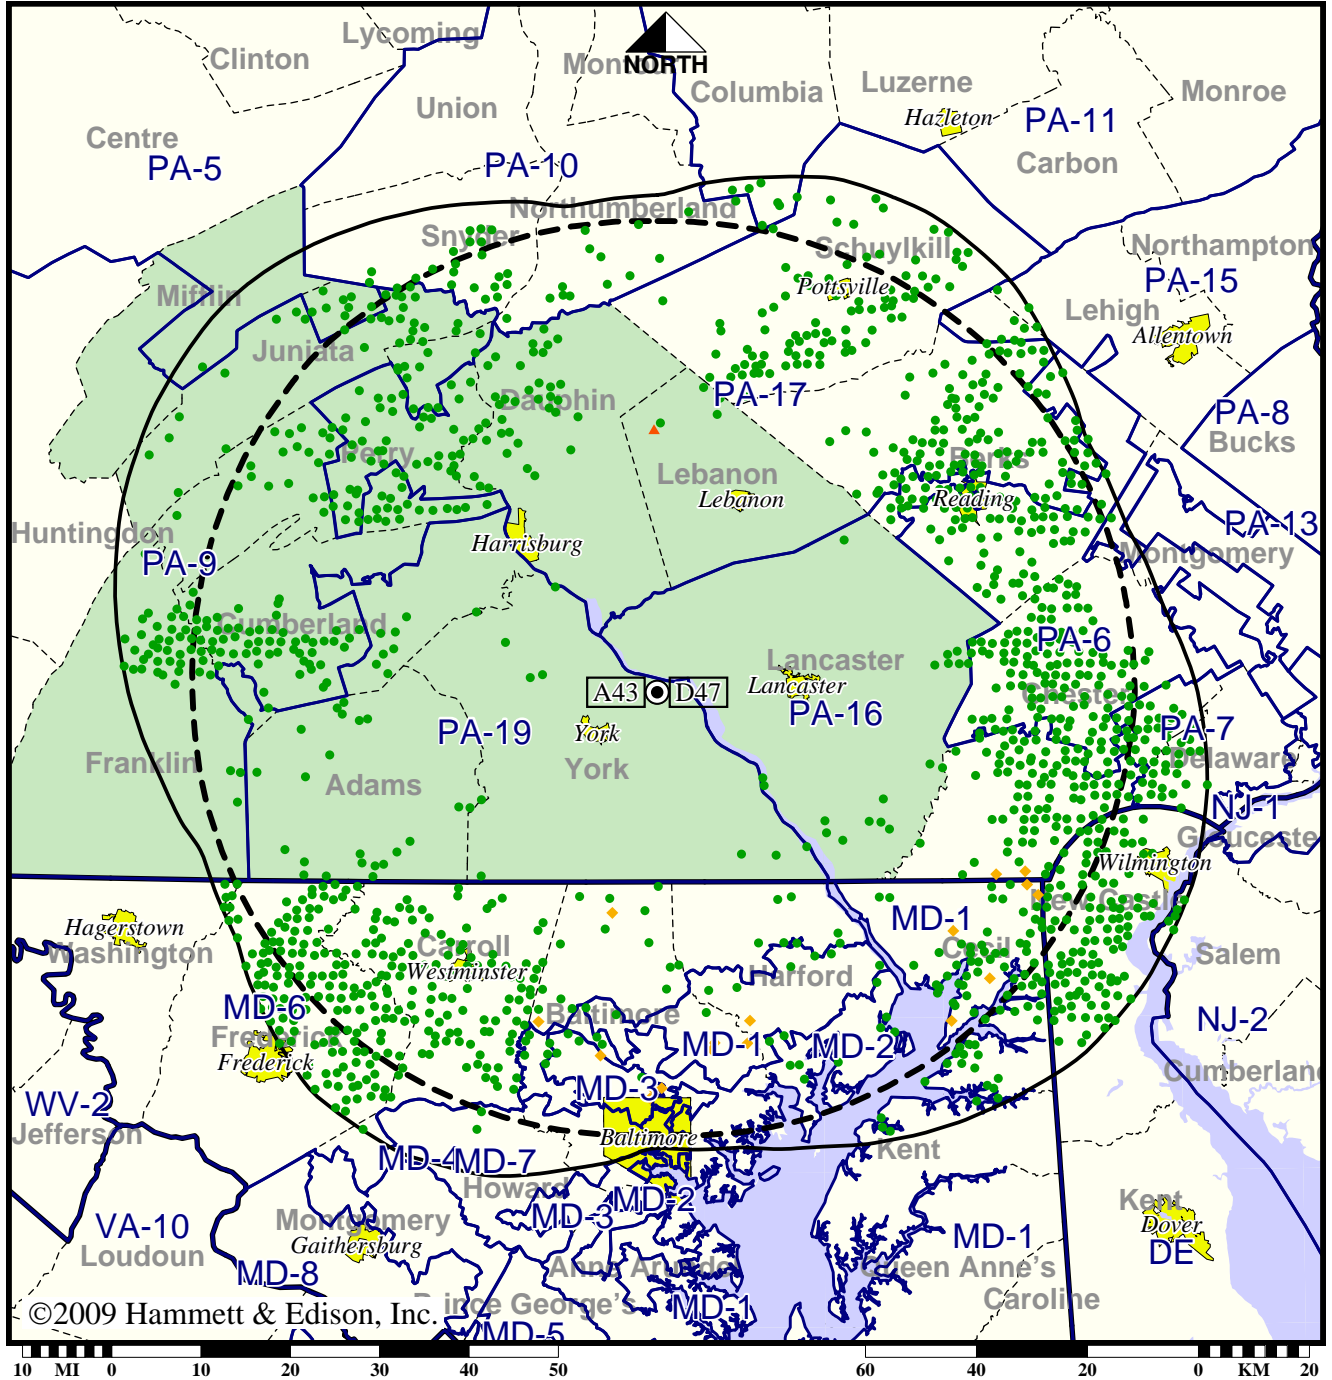 Lycoming
Clinton
Union
NORTH
Columbia
Luzerne
Monroe
Hazleton
PA-11
Carbon
Centre
PA-5
PA-10
Northumberland
Snyder
Schuylkill
Northampton
PA-15
Pottsville
Mifflin
Lehigh
Allentown
Juniata
Dauphin
PA-17
PA-8
Bucks
Perry
Berks
Lebanon
Lebanon
Reading
Huntingdon
Harrisburg
PA-13
Montgomery
PA-9
Cumberland
PA-6
Lancaster
Lancaster
A43
D47
Chester
PA-16
PA-19
York
York
PA-7
Delaware
Franklin
Adams
NJ-1
Gloucester
Wilmington
New Castle
MD-1
Hagerstown
Washington
Carroll
Westminster
Cecil
Harford
Salem
MD-6
Frederick
Frederick
Baltimore
MD-1
MD-2
NJ-2
Cumberland
MD-3
WV-2
Jefferson
Baltimore
Kent
MD-4
MD-7
Howard
MD-2
MD-3
Kent
Dover
DE
VA-10
Loudoun
Montgomery
Gaithersburg
MD-8
Anne Arundel
MD-1
Queen Anne's
Caroline
©2009 Hammett & Edison, Inc.
Prince George's
MD-1
MD-5
10 MI 0 10 20 30 40 50
60 40 20 0 KM 20